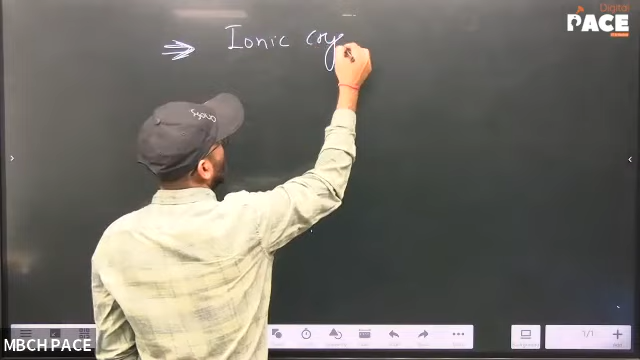 Digital
PACE
⇒ Ionic cry
1/1
MBCH PACE